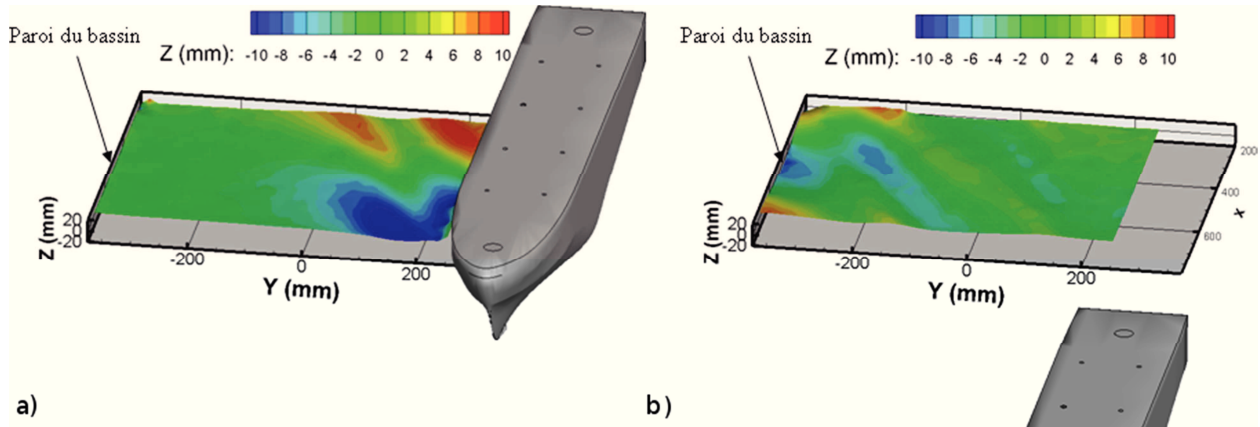 Paroi du bassin
Z (mm): -10 -8 -6 -4 -2 0 2 4 6 8 10
Z (mm)
20
0
-20
-200 0 200
Y (mm)
a)
Paroi du bassin
Z (mm): -10 -8 -6 -4 -2 0 2 4 6 8 10
Z (mm)
20
0
-20
-200 0 200
Y (mm)
200
400
600
x
b)